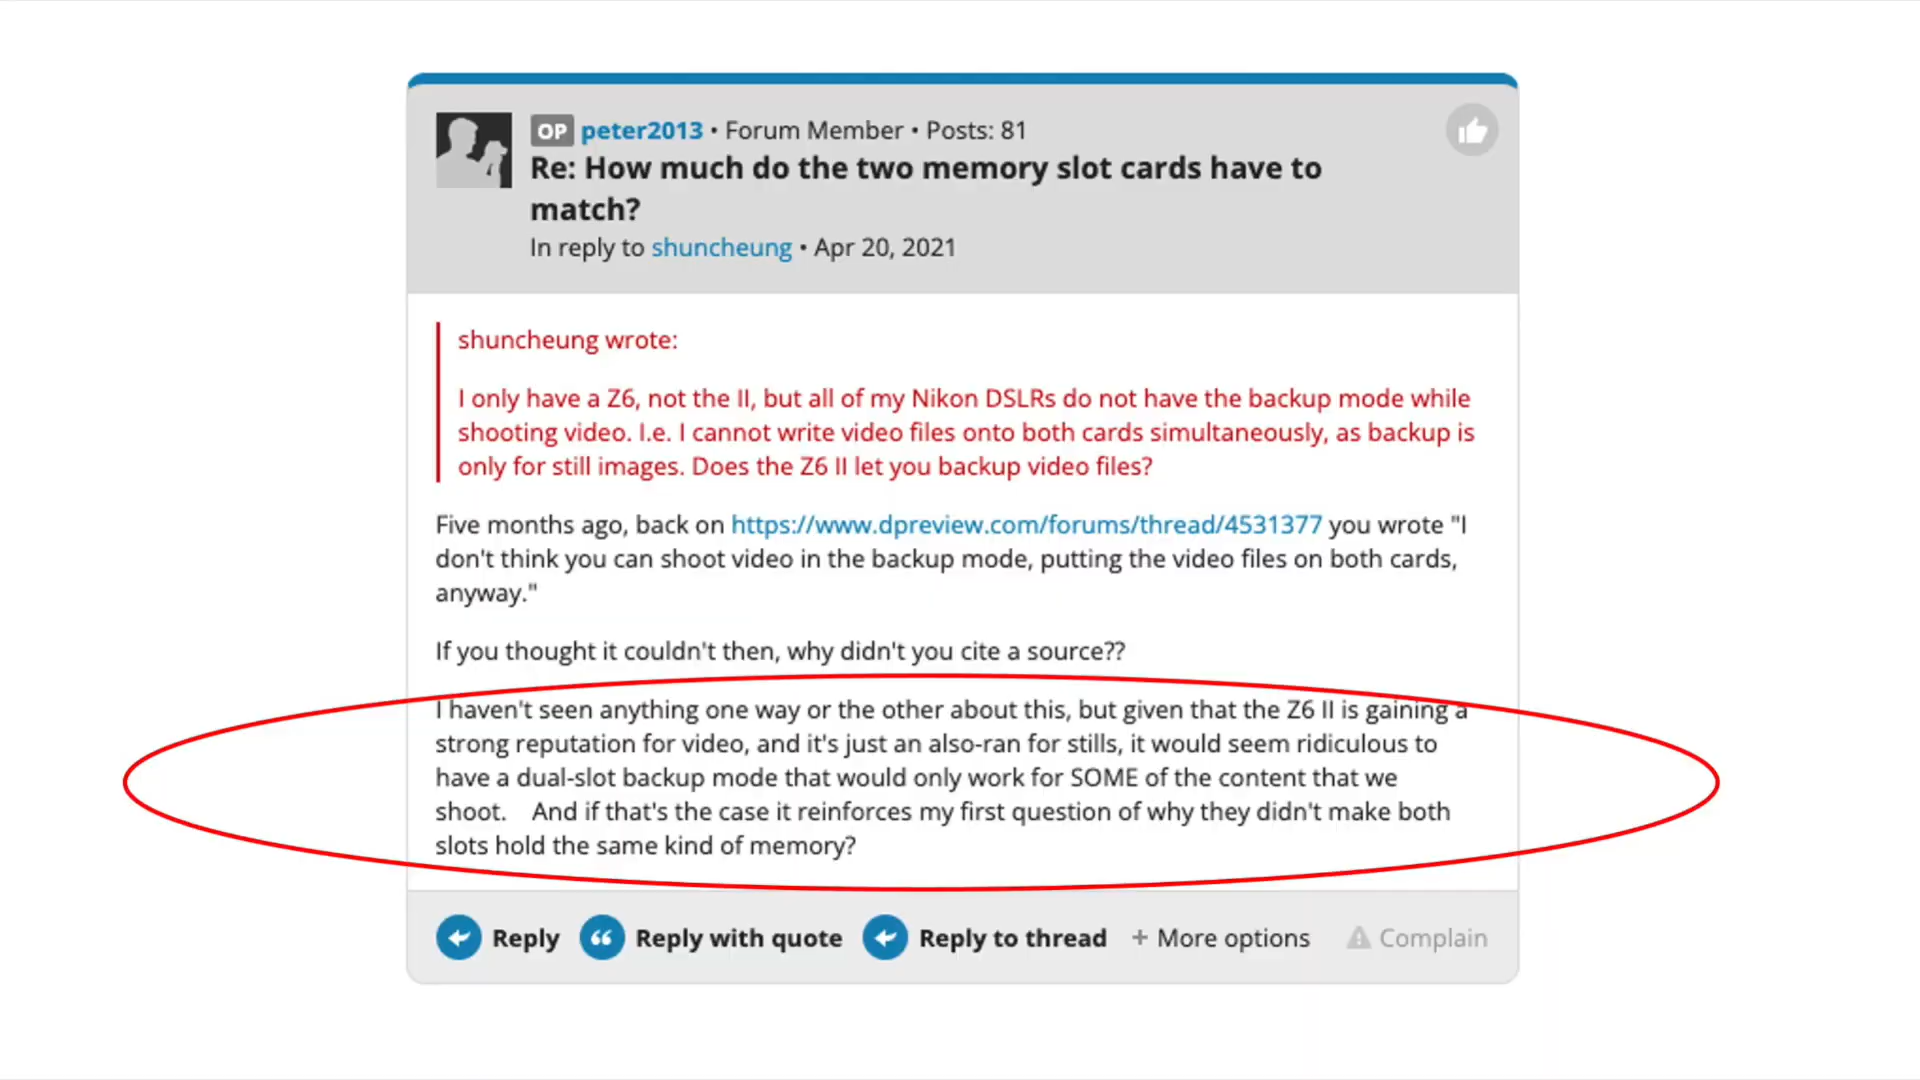 OP peter2013 • Forum Member • Posts: 81
Re: How much do the two memory slot cards have to
match?
In reply to shuncheung • Apr 20, 2021
shuncheung wrote:
I only have a Z6, not the II, but all of my Nikon DSLRs do not have the backup mode while
shooting video. I.e. I cannot write video files onto both cards simultaneously, as backup is
only for still images. Does the Z6 II let you backup video files?
Five months ago, back on https://www.dpreview.com/forums/thread/4531377 you wrote "I
don't think you can shoot video in the backup mode, putting the video files on both cards,
anyway."
If you thought it couldn't then, why didn't you cite a source??
I haven't seen anything one way or the other about this, but given that the Z6 II is gaining a
strong reputation for video, and it's just an also-ran for stills, it would seem ridiculous to
have a dual-slot backup mode that would only work for SOME of the content that we
shoot.    And if that's the case it reinforces my first question of why they didn't make both
slots hold the same kind of memory?
Reply Reply with quote Reply to thread + More options Complain